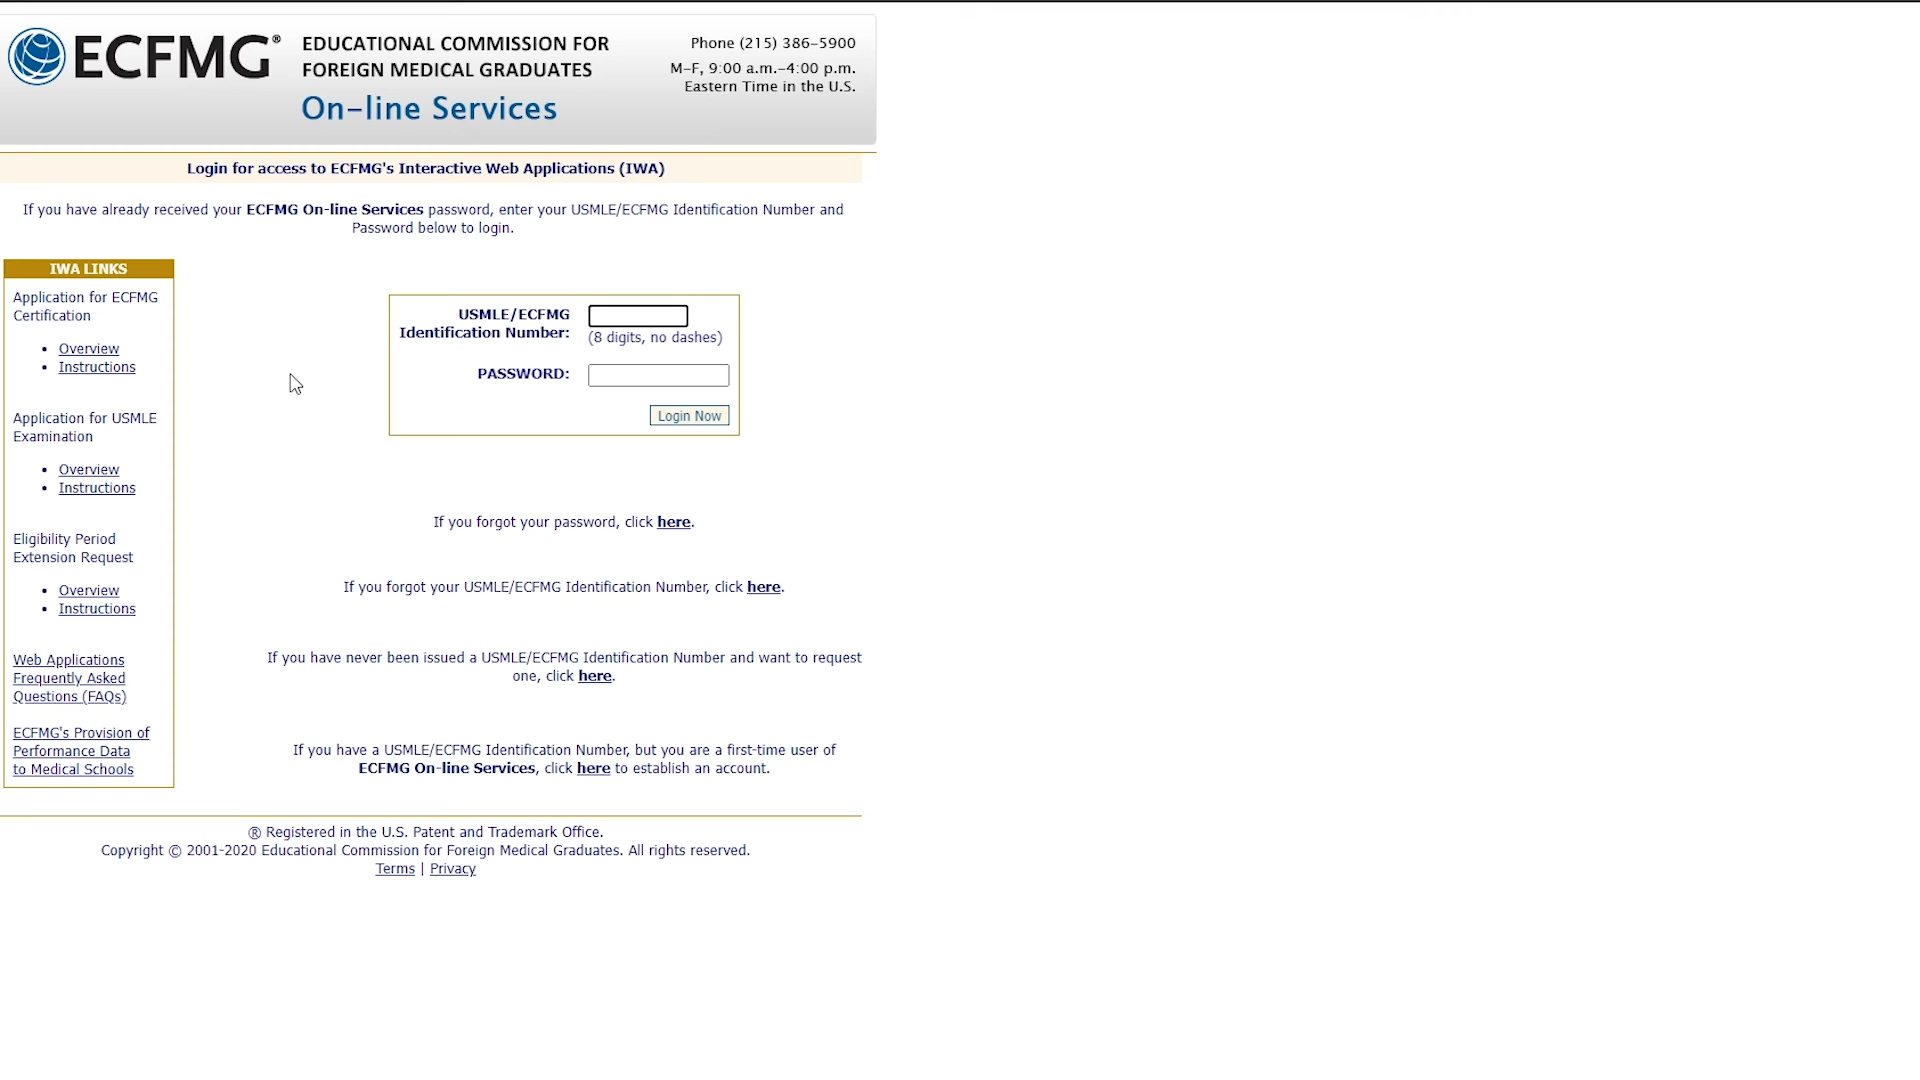 ECFMG®
EDUCATIONAL COMMISSION FOR
FOREIGN MEDICAL GRADUATES
On-line Services
Phone (215) 386-5900
M-F, 9:00 a.m.-4:00 p.m.
Eastern Time in the U.S.
Login for access to ECFMG's Interactive Web Applications (IWA)
If you have already received your ECFMG On-line Services password, enter your USMLE/ECFMG Identification Number and
Password below to login.
IWA LINKS
Application for ECFMG
Certification
• Overview
• Instructions
Application for USMLE
Examination
• Overview
• Instructions
Eligibility Period
Extension Request
• Overview
• Instructions
Web Applications
Frequently Asked
Questions (FAQs)
ECFMG's Provision of
Performance Data
to Medical Schools
USMLE/ECFMG
Identification Number:
(8 digits, no dashes)
PASSWORD:
Login Now
If you forgot your password, click here.
If you forgot your USMLE/ECFMG Identification Number, click here.
If you have never been issued a USMLE/ECFMG Identification Number and want to request
one, click here.
If you have a USMLE/ECFMG Identification Number, but you are a first-time user of
ECFMG On-line Services, click here to establish an account.
® Registered in the U.S. Patent and Trademark Office.
Copyright © 2001-2020 Educational Commission for Foreign Medical Graduates. All rights reserved.
Terms | Privacy